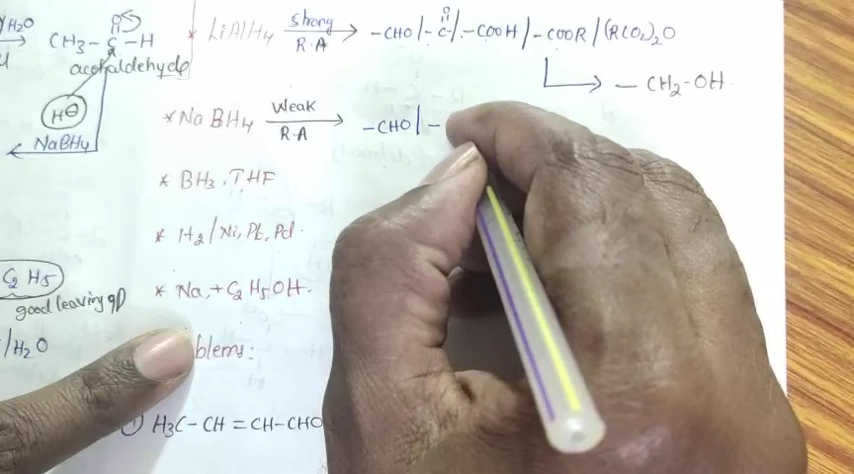 /H2O
CH3-C-H
O
acetaldehyde
H⊖
NaBH4
* LiAlH4 strong R.A → -CHO/-C-/-COOH/-COOR/(RCO2)2O
O
→ - CH2-OH
* NaBH4 weak R.A → -CHO/-
* BH3.THF
* H2/Ni, Pt, Pd.
* Na,+C2H5OH.
C2H5
good leaving gp
/H2O
blems:
① H3C-CH=CH-CHO